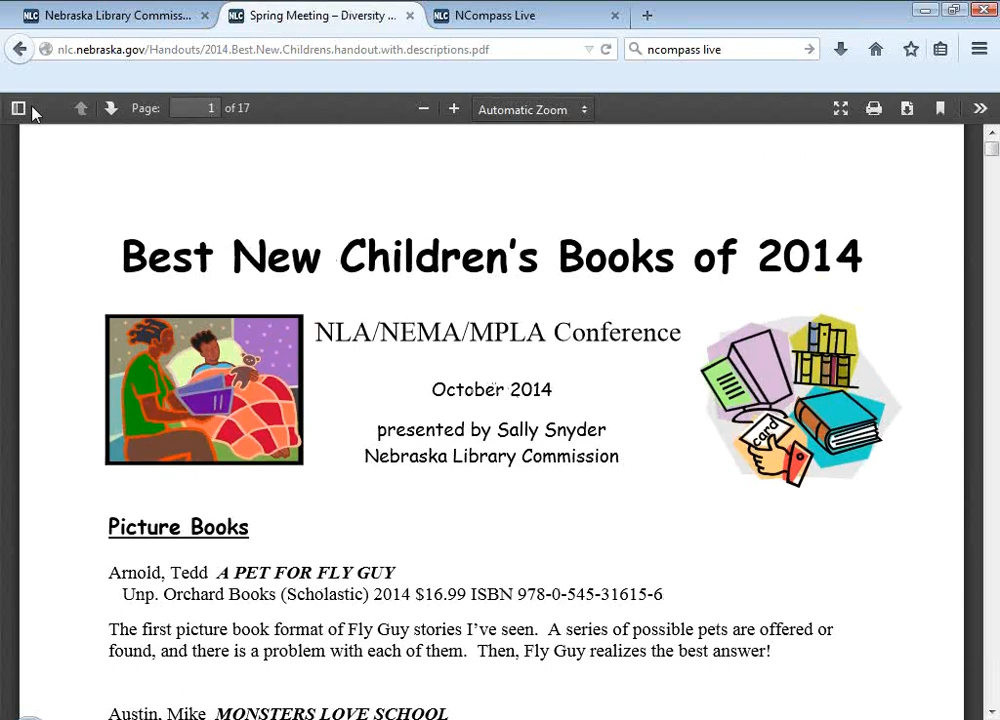 NLC Nebraska Library Commiss... ×
NLC Spring Meeting – Diversity ... ×
NLC NCompass Live ×
nlc.nebraska.gov/Handouts/2014.Best.New.Childrens.handout.with.descriptions.pdf
ncompass live
Page: 1 of 17
Automatic Zoom
Best New Children's Books of 2014
NLA/NEMA/MPLA Conference
October 2014
presented by Sally Snyder
Nebraska Library Commission
card
Picture Books
Arnold, Tedd A PET FOR FLY GUY
Unp. Orchard Books (Scholastic) 2014 $16.99 ISBN 978-0-545-31615-6
The first picture book format of Fly Guy stories I've seen. A series of possible pets are offered or
found, and there is a problem with each of them. Then, Fly Guy realizes the best answer!
Austin, Mike MONSTERS LOVE SCHOOL